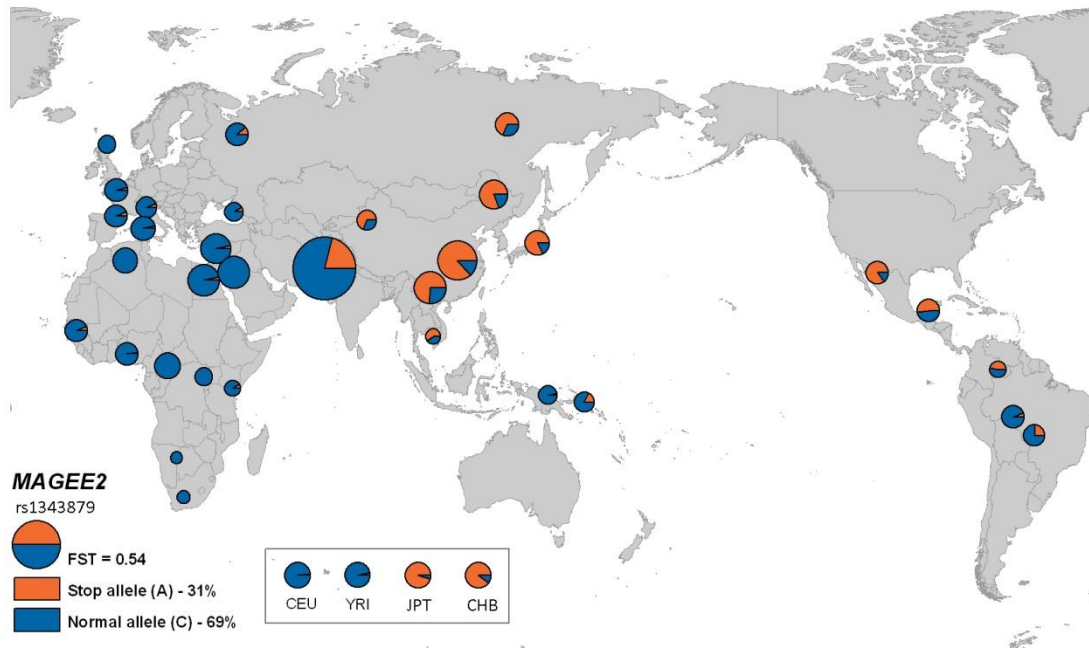 MAGEE2
rs1343879
FST = 0.54
Stop allele (A) - 31%
Normal allele (C) - 69%
CEU YRI JPT CHB